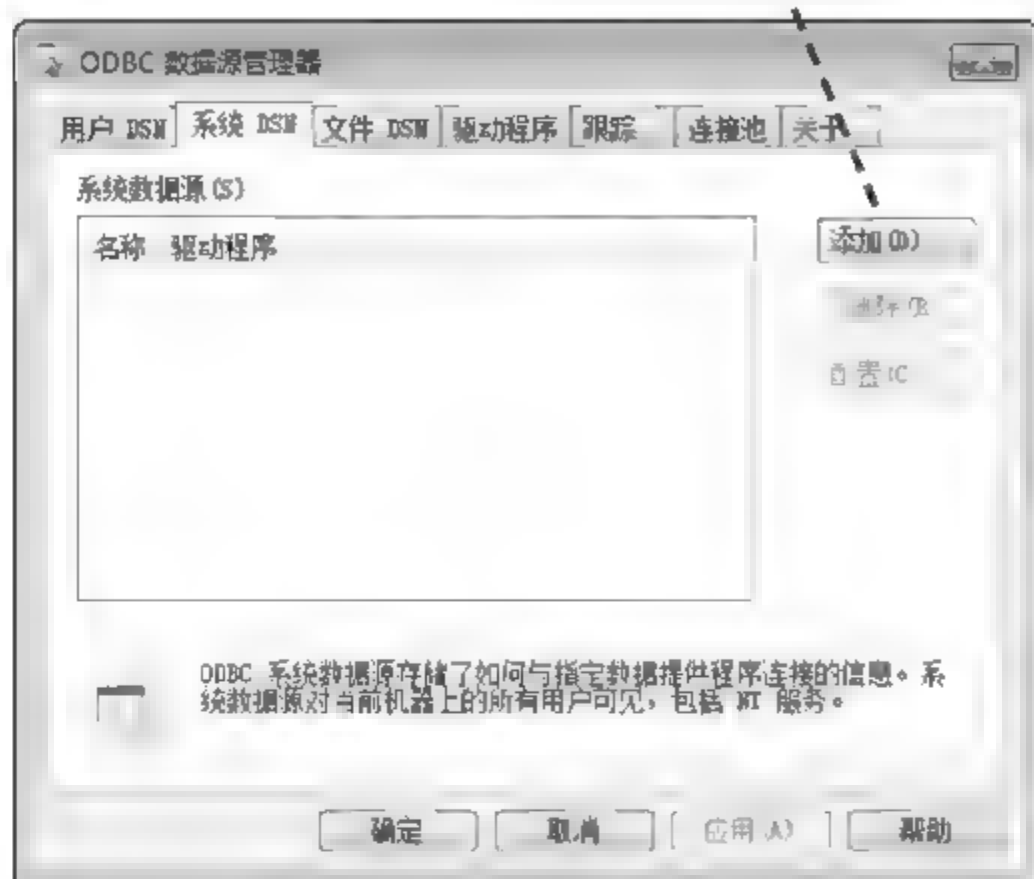 ODBC 数据源管理器
用户 DSN 系统 DSN 文件 DSN 驱动程序 跟踪 连接池 关于
系统数据源(S)
名称 驱动程序
添加(D)
ODBC 系统数据源存储了如何与指定数据提供程序连接的信息。系
统数据源对当前机器上的所有用户可见，包括 NT 服务。
确定 取消 应用(A) 帮助